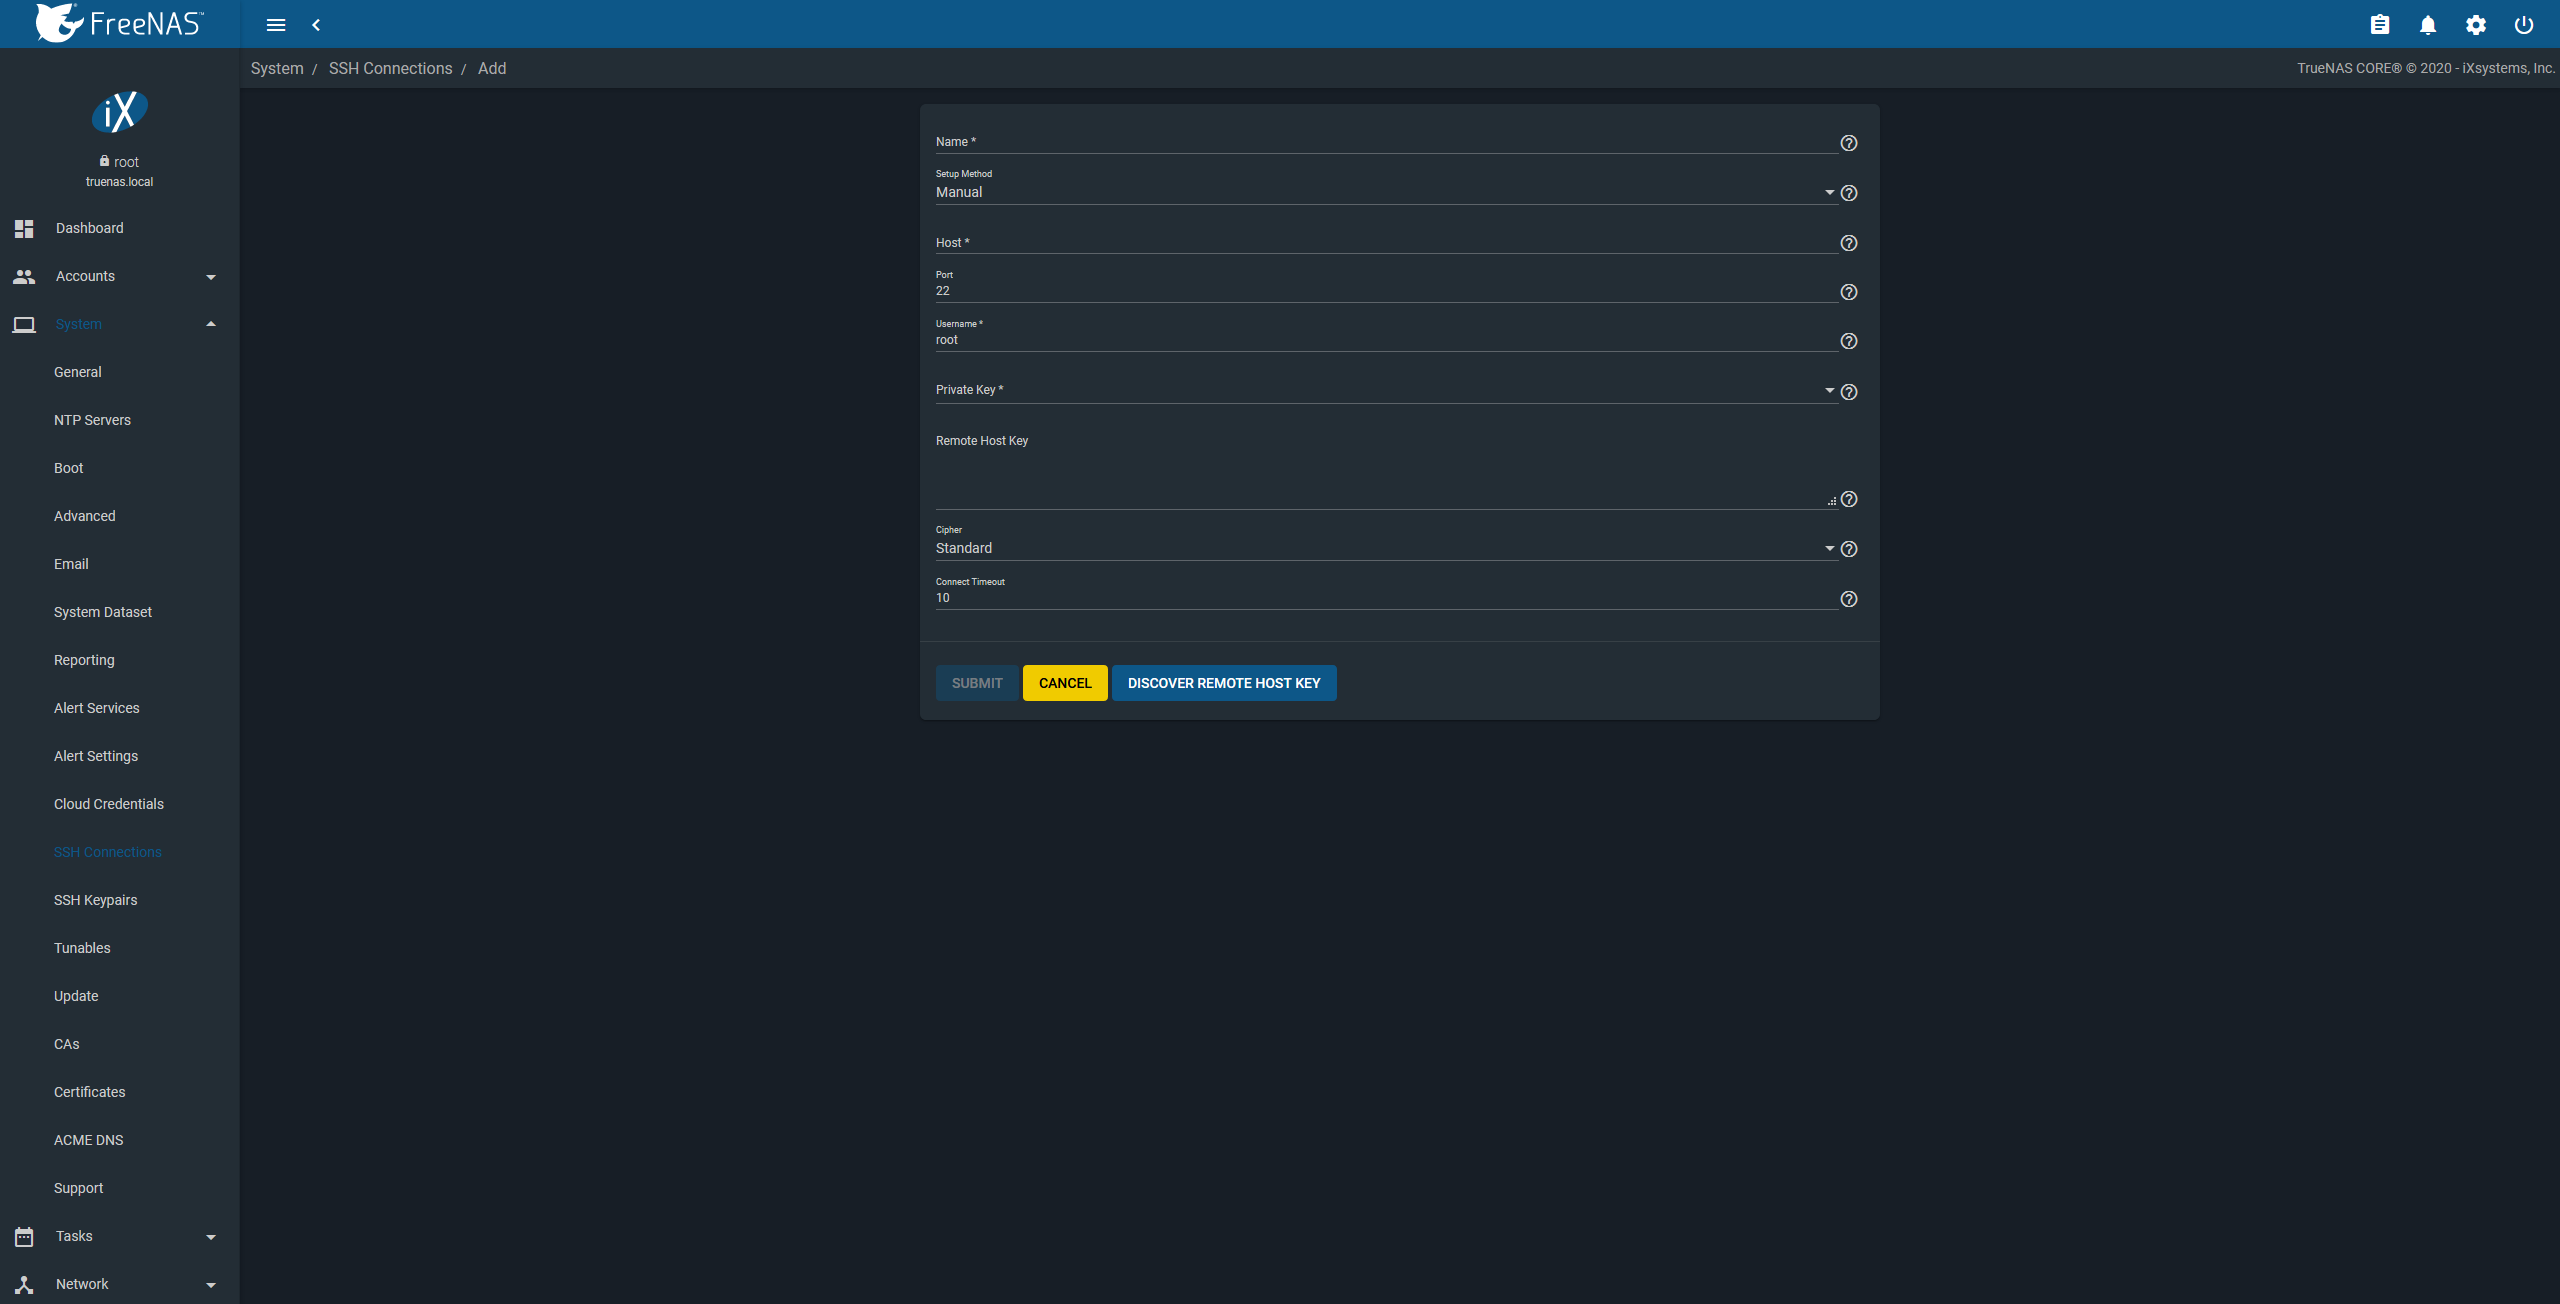 FreeNAS™
System / SSH Connections / Add
TrueNAS CORE® © 2020 - iXsystems, Inc.
iX
root
truenas.local
Dashboard
Accounts
System
General
NTP Servers
Boot
Advanced
Email
System Dataset
Reporting
Alert Services
Alert Settings
Cloud Credentials
SSH Connections
SSH Keypairs
Tunables
Update
CAs
Certificates
ACME DNS
Support
Tasks
Network
Name *
Setup Method
Manual
Host *
Port
22
Username *
root
Private Key *
Remote Host Key
Cipher
Standard
Connect Timeout
10
SUBMIT CANCEL DISCOVER REMOTE HOST KEY